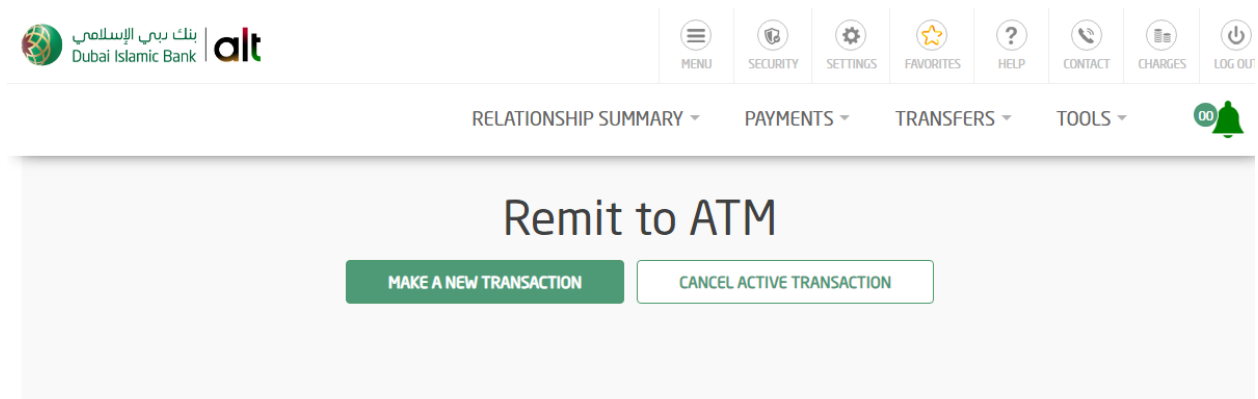 بنك دبي الإسلامي
Dubai Islamic Bank
alt
MENU
SECURITY
SETTINGS
FAVORITES
HELP
CONTACT
CHARGES
LOG OUT
RELATIONSHIP SUMMARY
PAYMENTS
TRANSFERS
TOOLS
00
Remit to ATM
MAKE A NEW TRANSACTION
CANCEL ACTIVE TRANSACTION